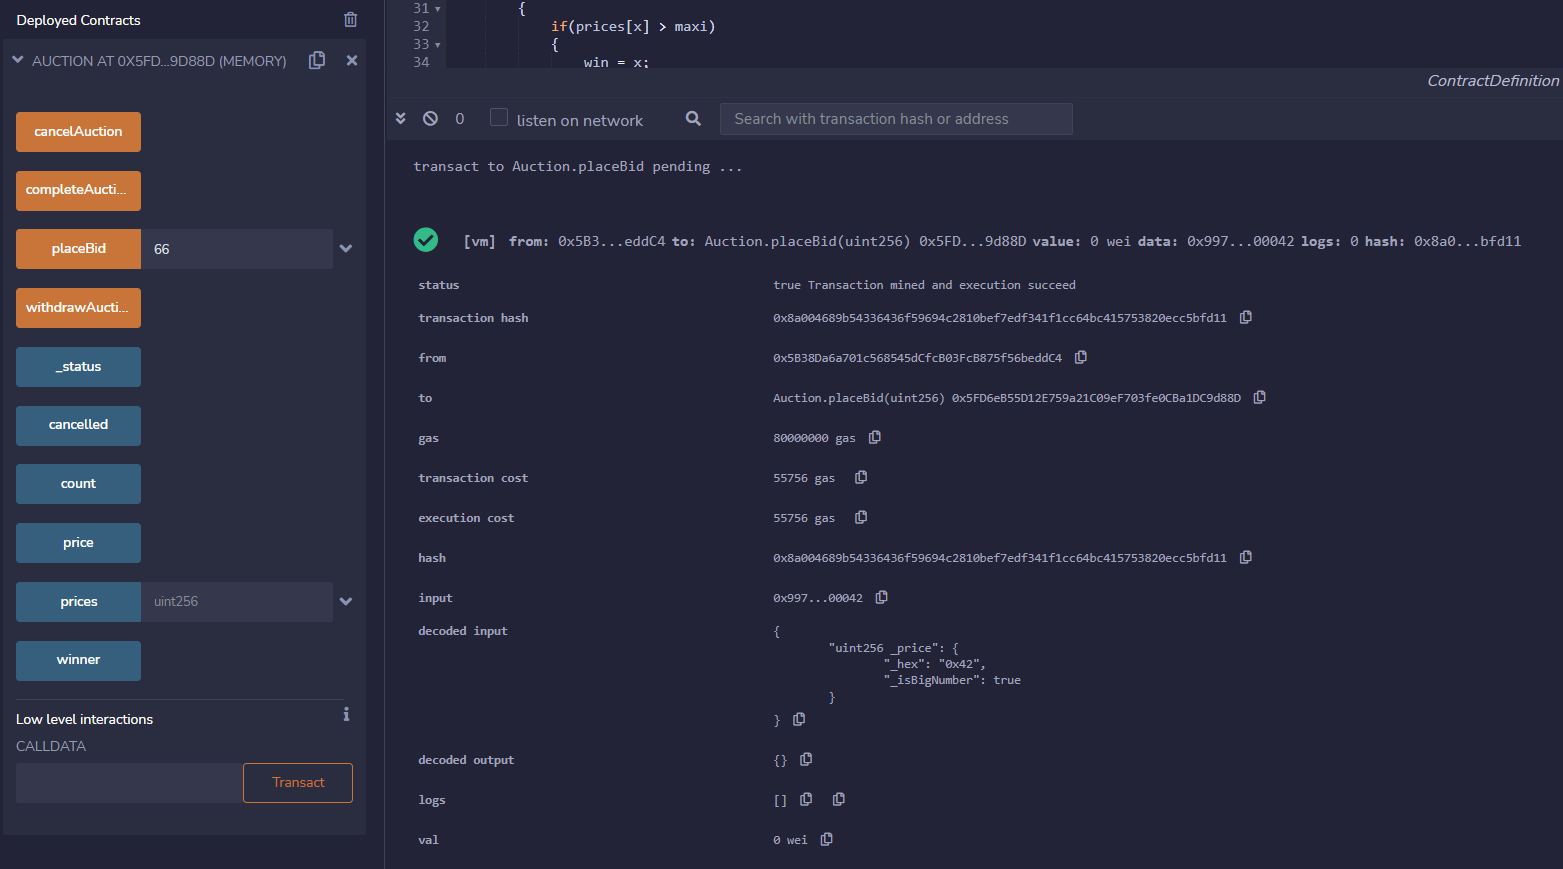 Deployed Contracts
AUCTION AT 0X5FD...9D88D (MEMORY)
cancelAuction
completeAucti...
placeBid 66
withdrawAucti...
_status
cancelled
count
price
prices uint256
winner
Low level interactions
CALLDATA
Transact
31 {
32 if(prices[x] > maxi)
33 {
34 win = x;
ContractDefinition
0 listen on network Search with transaction hash or address
transact to Auction.placeBid pending ...
[vm] from: 0x5B3...eddC4 to: Auction.placeBid(uint256) 0x5FD...9d88D value: 0 wei data: 0x997...00042 logs: 0 hash: 0x8a0...bfd11
status true Transaction mined and execution succeed
transaction hash 0x8a004689b54336436f59694c2810bef7edf341f1cc64bc415753820ecc5bfd11
from 0x5B38Da6a701c568545dCfcB03FcB875f56beddC4
to Auction.placeBid(uint256) 0x5FD6eB55D12E759a21C09eF703fe0CBa1DC9d88D
gas 80000000 gas
transaction cost 55756 gas
execution cost 55756 gas
hash 0x8a004689b54336436f59694c2810bef7edf341f1cc64bc415753820ecc5bfd11
input 0x997...00042
decoded input {
"uint256 _price": {
"_hex": "0x42",
"_isBigNumber": true
}
}
decoded output {}
logs []
val 0 wei